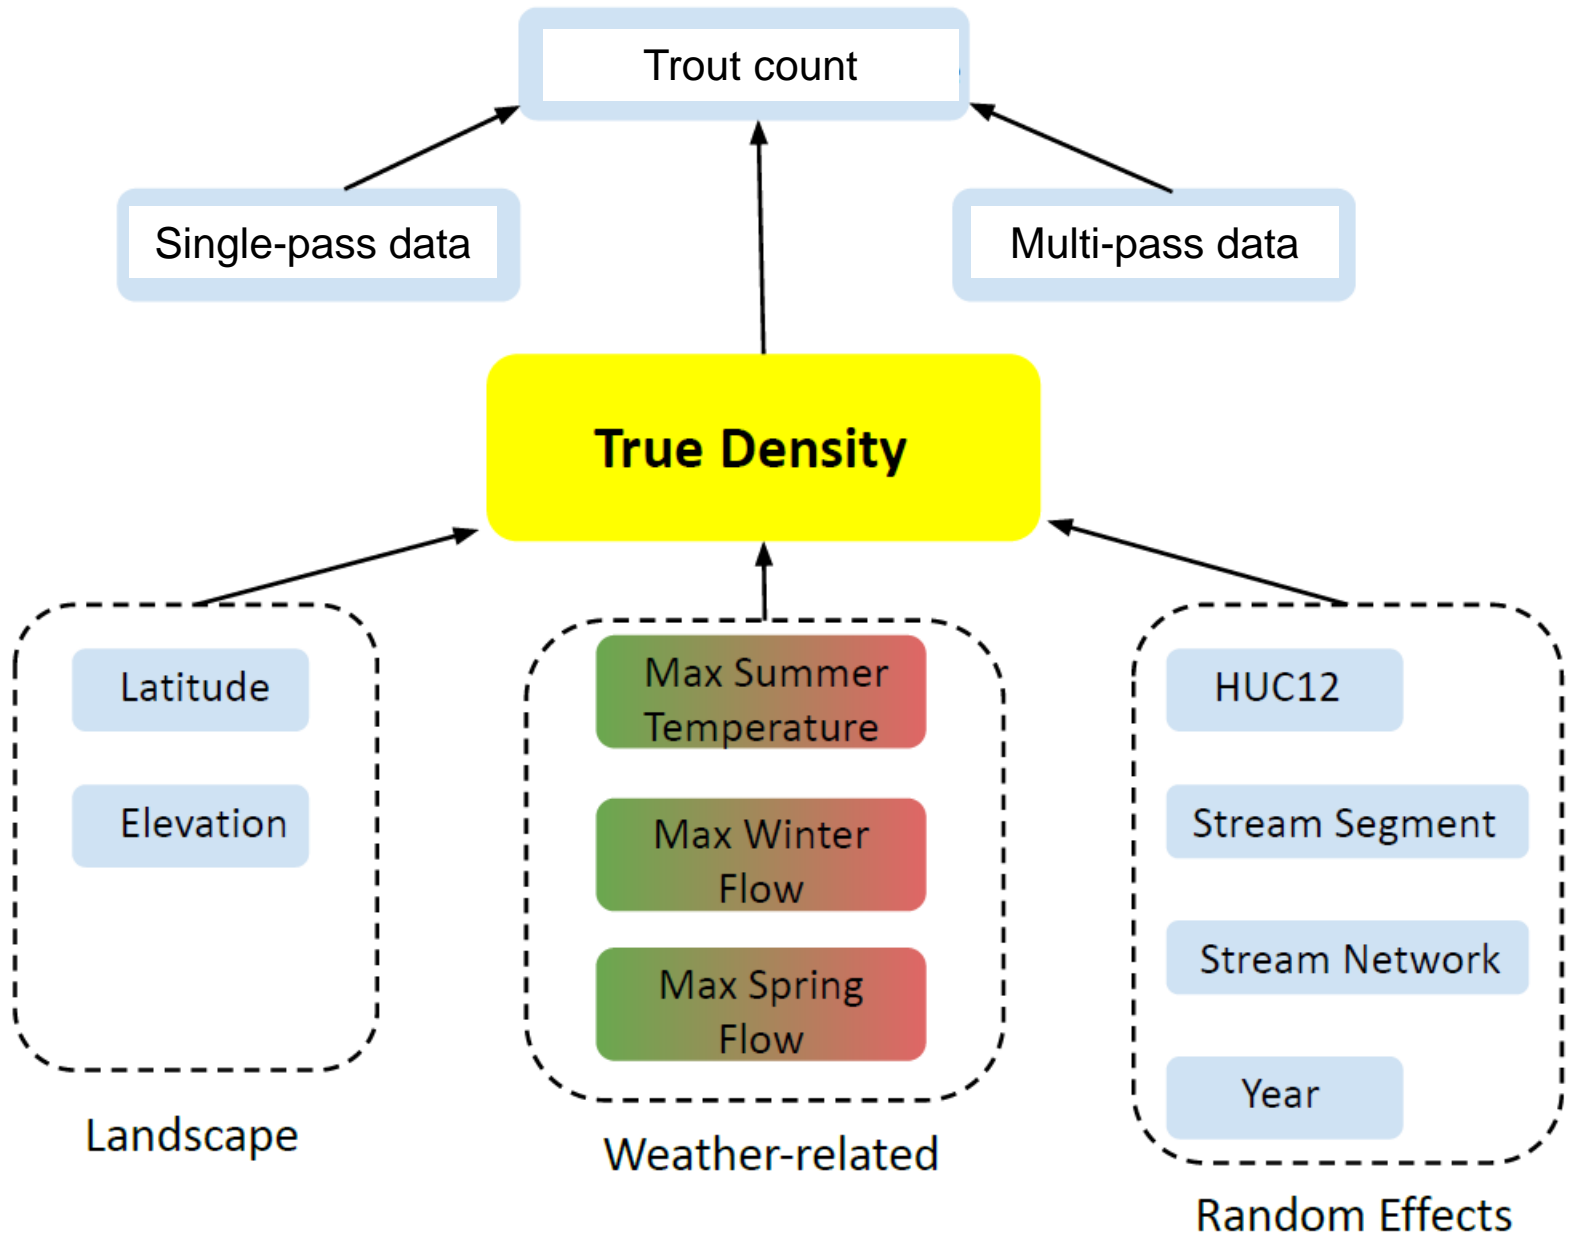 Trout count
Single-pass data
Multi-pass data
True Density
Latitude
Elevation
Landscape
Max Summer
Temperature
Max Winter
Flow
Max Spring
Flow
Weather-related
HUC12
Stream Segment
Stream Network
Year
Random Effects